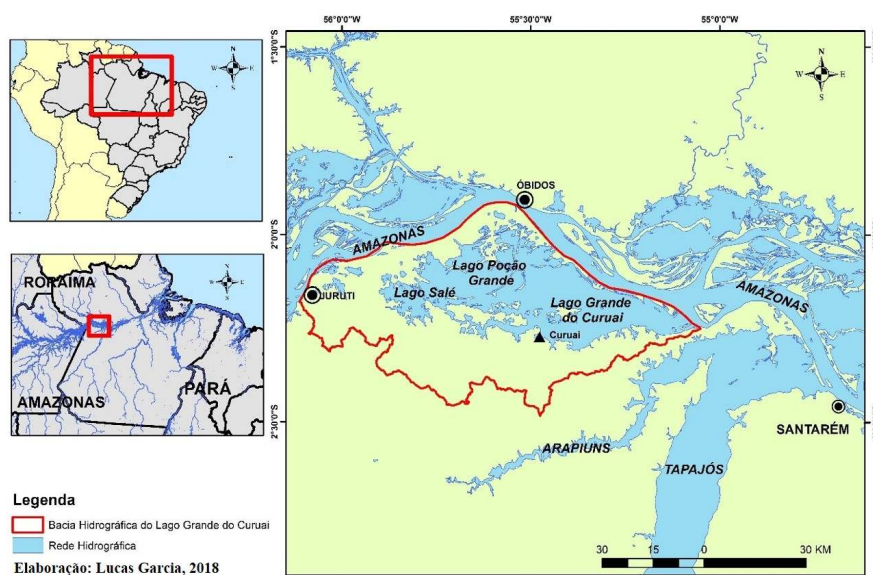 N
W
E
S
RORAÍMA
N
W
E
S
AMAZONAS
PARÁ
Legenda
Bacia Hidrográfica do Lago Grande do Curuai
Rede Hidrográfica
Elaboração: Lucas Garcia, 2018
56°0'0"W
55°30'0"W
55°0'0"W
1°30'0"S
2°0'0"S
2°30'0"S
N
W
E
S
ÓBIDOS
AMAZONAS
Lago Poção
Grande
JURUTI
Lago Salé
Lago Grande
do Curuai
Curuai
AMAZONAS
SANTARÉM
ARAPIUNS
TAPAJÓS
30 15 0 30 KM